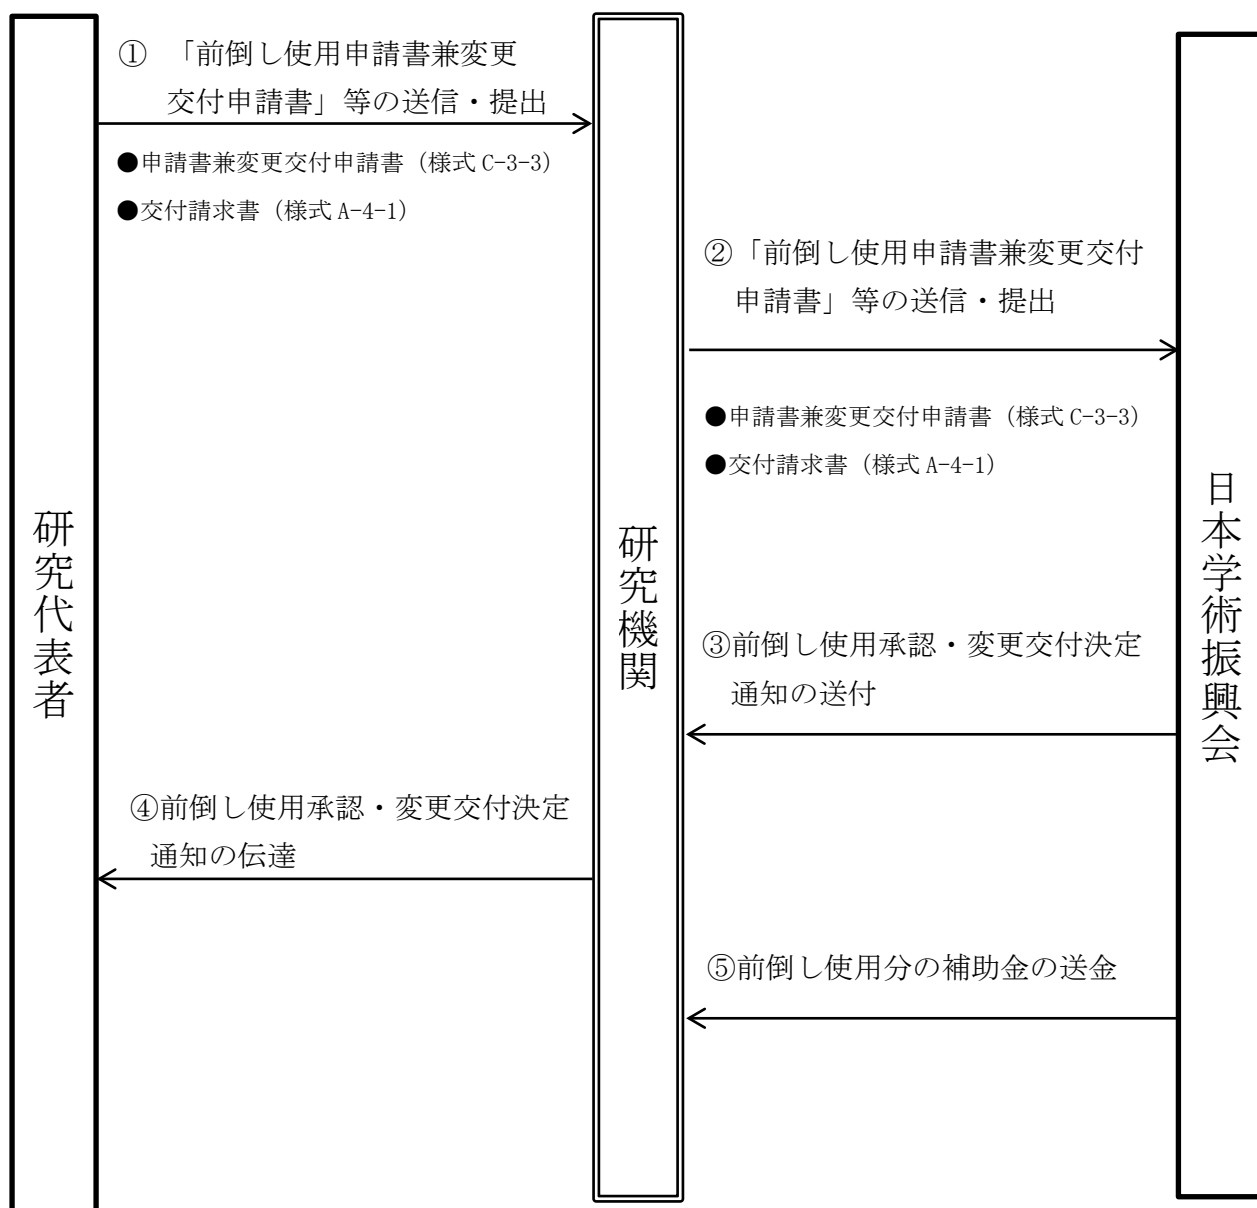 ① 「前倒し使用申請書兼変更
交付申請書」等の送信・提出
●申請書兼変更交付申請書（様式 C-3-3）
●交付請求書（様式 A-4-1）
②「前倒し使用申請書兼変更交付
申請書」等の送信・提出
●申請書兼変更交付申請書（様式 C-3-3）
●交付請求書（様式 A-4-1）
研究代表者
研究機関
日本学術振興会
③前倒し使用承認・変更交付決定
通知の送付
④前倒し使用承認・変更交付決定
通知の伝達
⑤前倒し使用分の補助金の送金